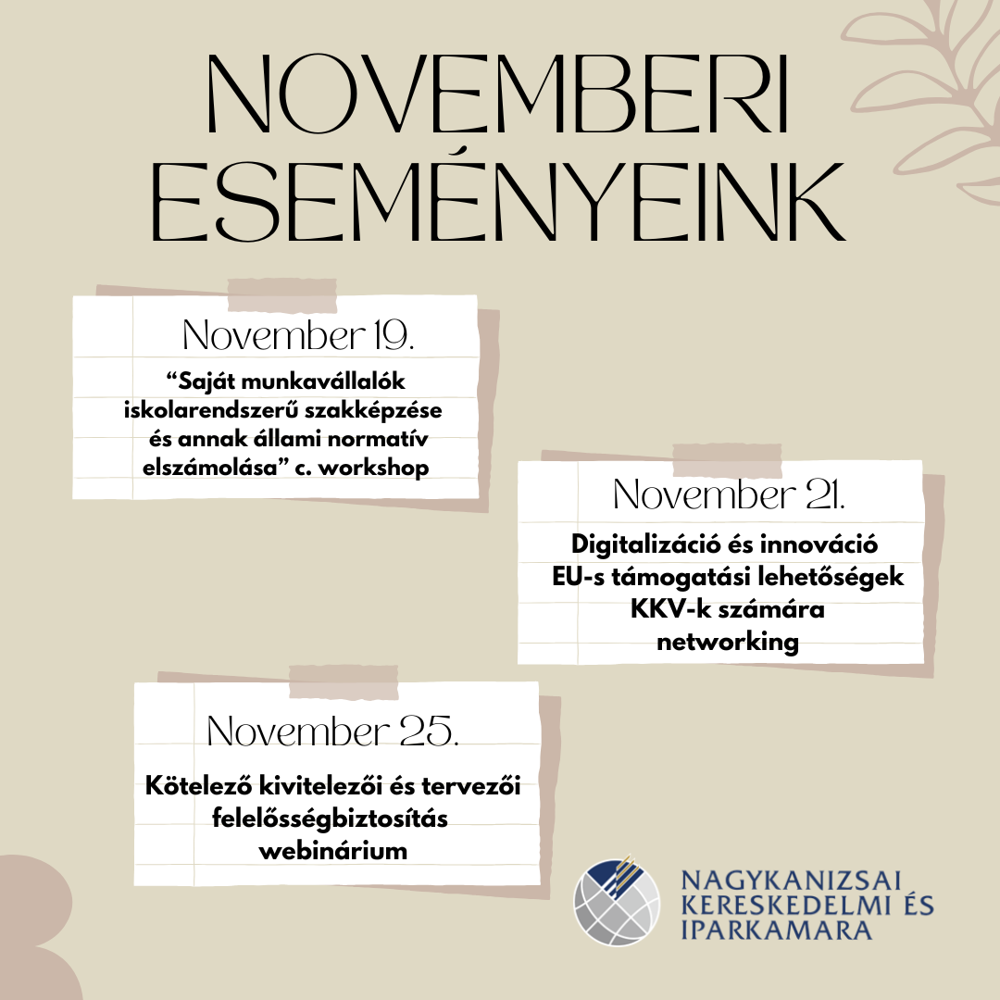 NOVEMBERI
ESEMÉNYEINK
November 19.
“Saját munkavállalók
iskolarendszerű szakképzése
és annak állami normatív
elszámolása” c. workshop
November 21.
Digitalizáció és innováció
EU-s támogatási lehetőségek
KKV-k számára
networking
November 25.
Kötelező kivitelezői és tervezői
felelősségbiztosítás
webinárium
NAGYKANIZSAI
KERESKEDELMI ÉS
IPARKAMARA